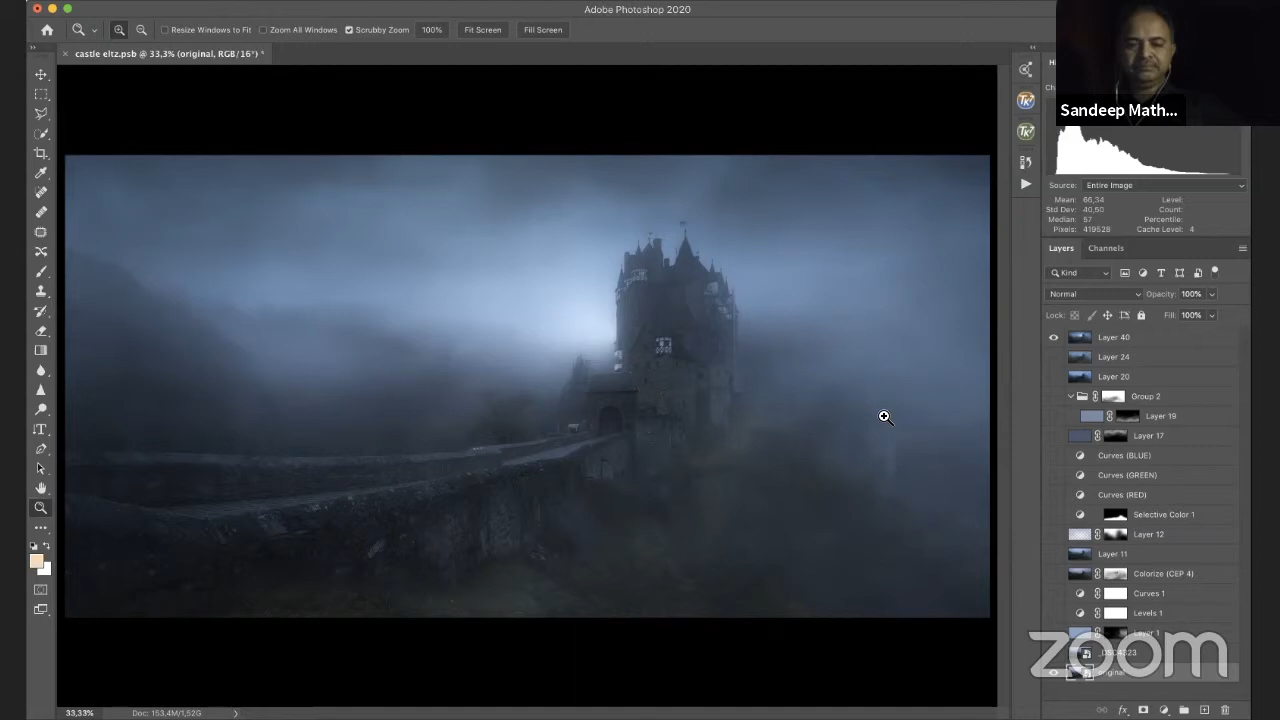 Adobe Photoshop 2020
Resize Windows to Fit Zoom All Windows Scrubby Zoom 100% Fit Screen Fill Screen
castle eltz.psb @ 33,3% (original, RGB/16*) *
Sandeep Math...
TK7
Source: Entire Image
Mean: 66,34 Level:
Std Dev: 40,50 Count:
Median: 57 Percentile:
Pixels: 419528 Cache Level: 4
Layers Channels
Kind
Normal Opacity: 100%
Lock: Fill: 100%
Layer 40
Layer 24
Layer 20
Group 2
Layer 19
Layer 17
Curves (BLUE)
Curves (GREEN)
Curves (RED)
Selective Color 1
Layer 12
Layer 11
Colorize (CEP 4)
Curves 1
Levels 1
Layer 1
original
zoom
33,33% Doc: 153,4M/1,52G